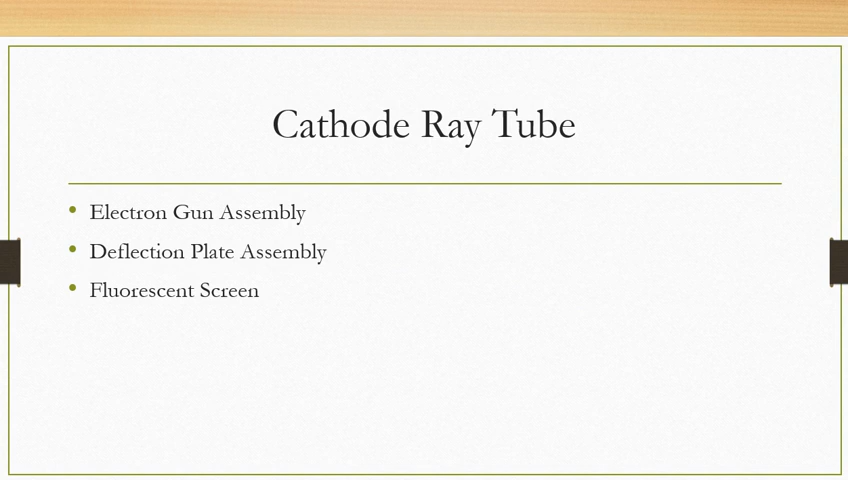 Cathode Ray Tube
• Electron Gun Assembly
• Deflection Plate Assembly
• Fluorescent Screen